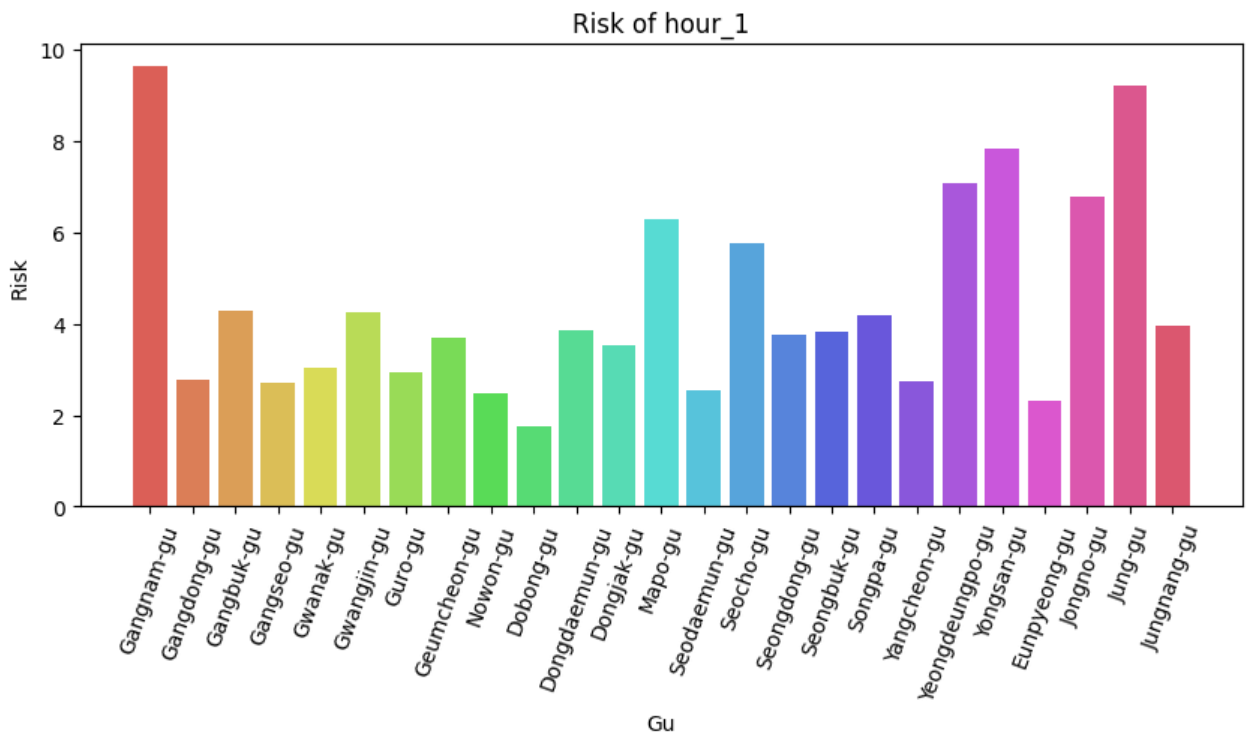 Risk of hour_1
10
8
6
4
2
0
Risk
Gangnam-gu
Gangdong-gu
Gangbuk-gu
Gangseo-gu
Gwanak-gu
Gwangjin-gu
Guro-gu
Geumcheon-gu
Nowon-gu
Dobong-gu
Dongdaemun-gu
Dongjak-gu
Mapo-gu
Seodaemun-gu
Seocho-gu
Seongdong-gu
Seongbuk-gu
Songpa-gu
Yangcheon-gu
Yeongdeungpo-gu
Yongsan-gu
Eunpyeong-gu
Jongno-gu
Jung-gu
Jungnang-gu
Gu